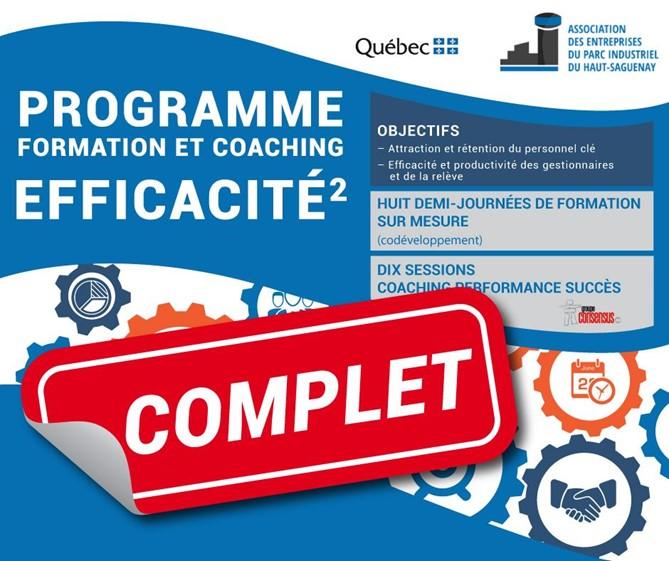 Québec
ASSOCIATION
DES ENTREPRISES
DU PARC INDUSTRIEL
DU HAUT-SAGUENAY
PROGRAMME
FORMATION ET COACHING
EFFICACITÉ²
OBJECTIFS
– Attraction et rétention du personnel clé
– Efficacité et productivité des gestionnaires
et de la relève
HUIT DEMI-JOURNÉES DE FORMATION
SUR MESURE
(codéveloppement)
DIX SESSIONS
COACHING PERFORMANCE SUCCÈS
consensus
COMPLET